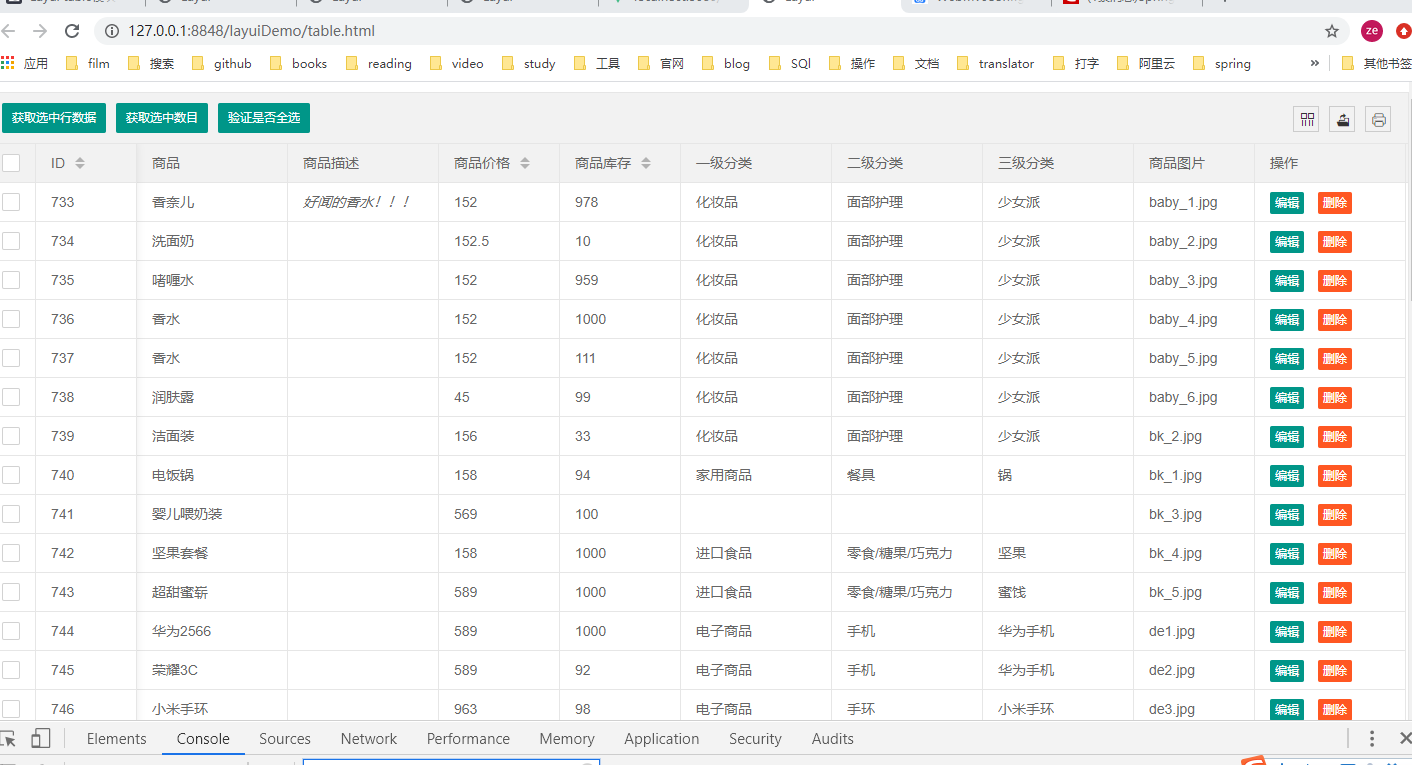 127.0.0.1:8848/layuiDemo/table.html
ze
应用 film 搜索 github books reading video study 工具 官网 blog SQl 操作 文档 translator 打字 阿里云 spring » 其他书签
获取选中行数据 获取选中数目 验证是否全选
ID 商品 商品描述 商品价格 商品库存 一级分类 二级分类 三级分类 商品图片 操作
733 香奈儿 好闻的香水！！！ 152 978 化妆品 面部护理 少女派 baby_1.jpg 编辑 删除
734 洗面奶 152.5 10 化妆品 面部护理 少女派 baby_2.jpg 编辑 删除
735 啫喱水 152 959 化妆品 面部护理 少女派 baby_3.jpg 编辑 删除
736 香水 152 1000 化妆品 面部护理 少女派 baby_4.jpg 编辑 删除
737 香水 152 111 化妆品 面部护理 少女派 baby_5.jpg 编辑 删除
738 润肤露 45 99 化妆品 面部护理 少女派 baby_6.jpg 编辑 删除
739 洁面装 156 33 化妆品 面部护理 少女派 bk_2.jpg 编辑 删除
740 电饭锅 158 94 家用商品 餐具 锅 bk_1.jpg 编辑 删除
741 婴儿喂奶装 569 100 bk_3.jpg 编辑 删除
742 坚果套餐 158 1000 进口食品 零食/糖果/巧克力 坚果 bk_4.jpg 编辑 删除
743 超甜蜜崭 589 1000 进口食品 零食/糖果/巧克力 蜜饯 bk_5.jpg 编辑 删除
744 华为2566 589 1000 电子商品 手机 华为手机 de1.jpg 编辑 删除
745 荣耀3C 589 92 电子商品 手机 华为手机 de2.jpg 编辑 删除
746 小米手环 963 98 电子商品 手环 小米手环 de3.jpg 编辑 删除
Elements Console Sources Network Performance Memory Application Security Audits